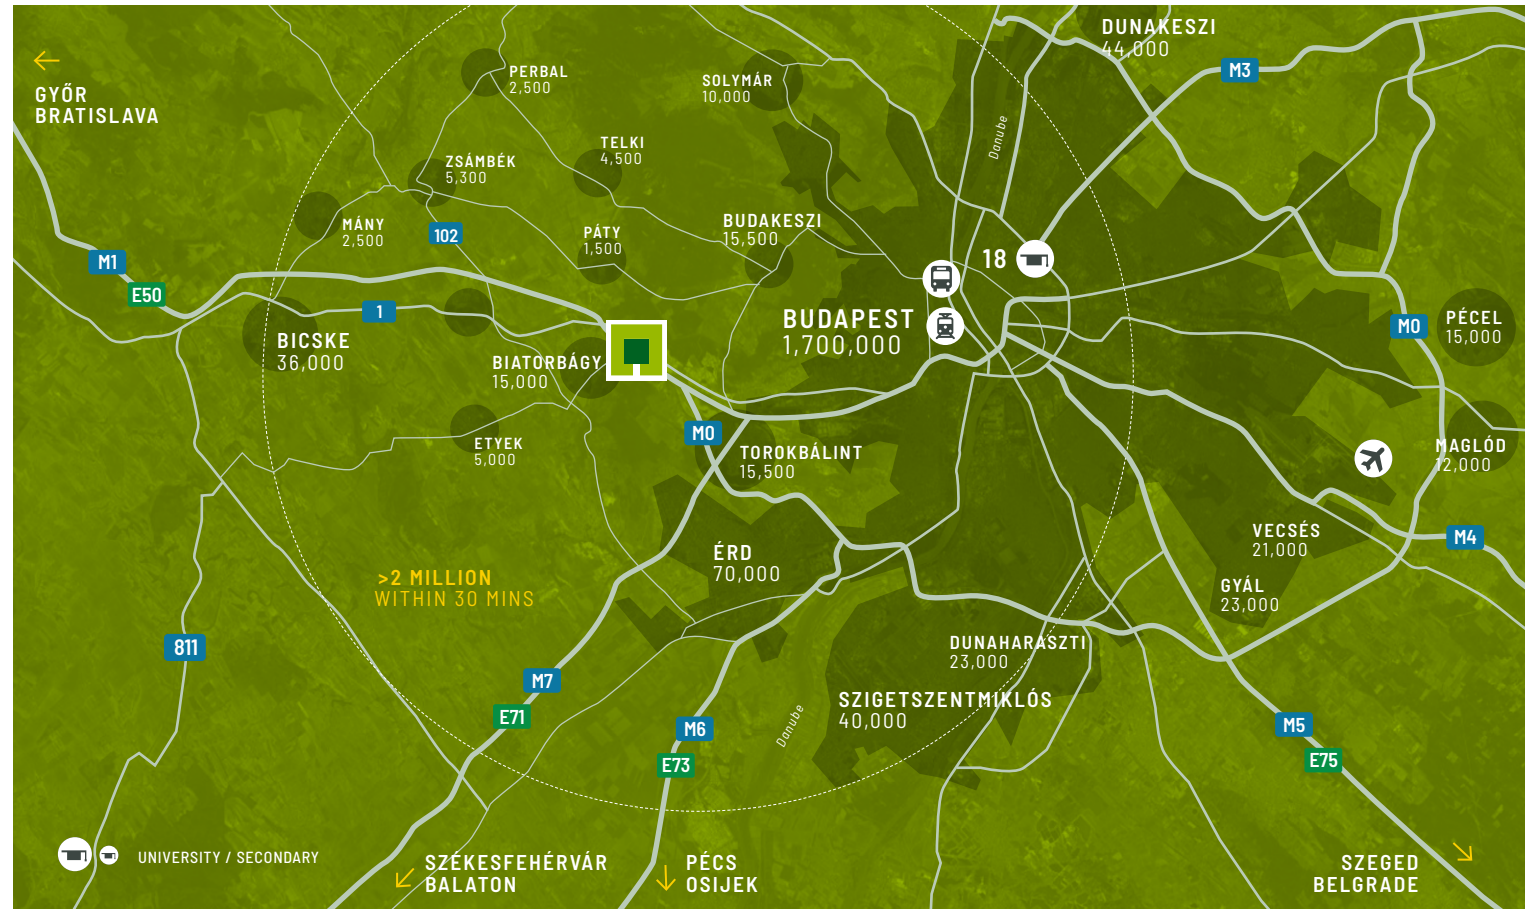 DUNAKESZI
44,000
M3
GYŐR
BRATISLAVA
PERBAL
2,500
SOLYMÁR
10,000
Danube
TELKI
4,500
ZSÁMBÉK
5,300
MÁNY
2,500
102
PÁTY
1,500
BUDAKESZI
15,500
18
M1
E50
1
BICSKE
36,000
BUDAPEST
1,700,000
M0
PÉCEL
15,000
BIATORBÁGY
15,000
ETYEK
5,000
M0
TOROKBÁLINT
15,500
MAGLÓD
12,000
VECSÉS
21,000
M4
ÉRD
70,000
>2 MILLION
WITHIN 30 MINS
GYÁL
23,000
811
DUNAHARASZTI
23,000
SZIGETSZENTMIKLÓS
40,000
Danube
M7
E71
M6
E73
M5
E75
UNIVERSITY / SECONDARY
SZÉKESFEHÉRVÁR
BALATON
PÉCS
OSIJEK
SZEGED
BELGRADE